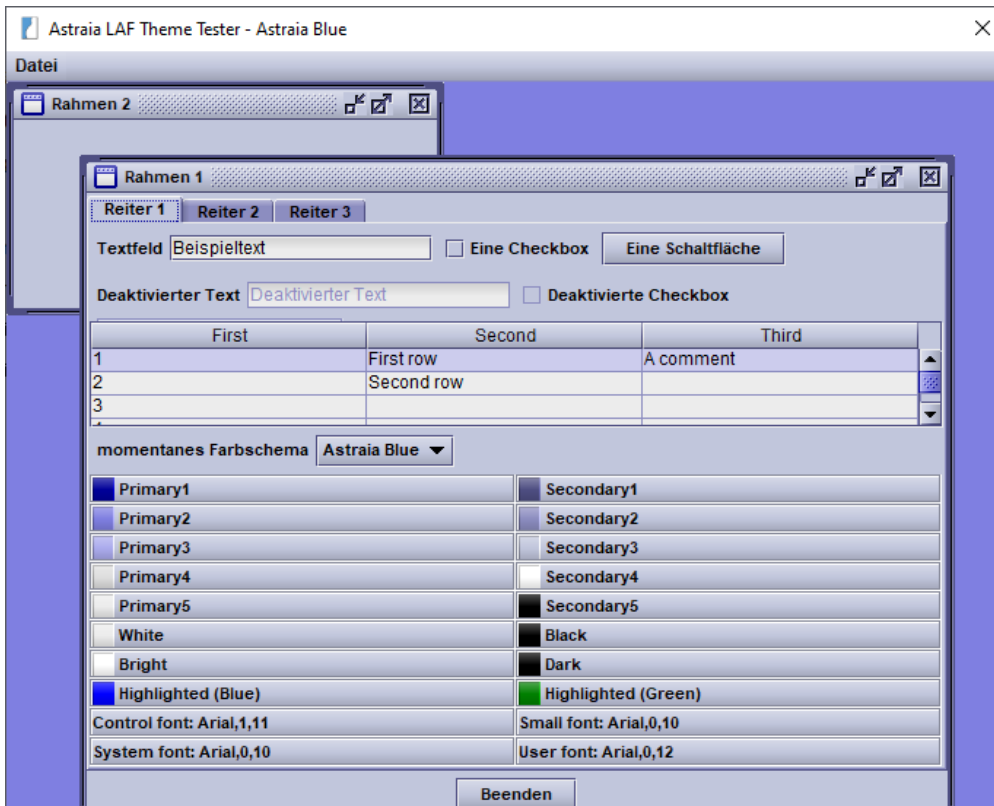 Astraia LAF Theme Tester - Astraia Blue
Datei
Rahmen 2
Rahmen 1
Reiter 1 Reiter 2 Reiter 3
Textfeld Beispieltext Eine Checkbox Eine Schaltfläche
Deaktivierter Text Deaktivierter Text Deaktivierte Checkbox
First Second Third
1 First row A comment
2 Second row
3
momentanes Farbschema Astraia Blue
Primary1 Secondary1
Primary2 Secondary2
Primary3 Secondary3
Primary4 Secondary4
Primary5 Secondary5
White Black
Bright Dark
Highlighted (Blue) Highlighted (Green)
Control font: Arial,1,11 Small font: Arial,0,10
System font: Arial,0,10 User font: Arial,0,12
Beenden